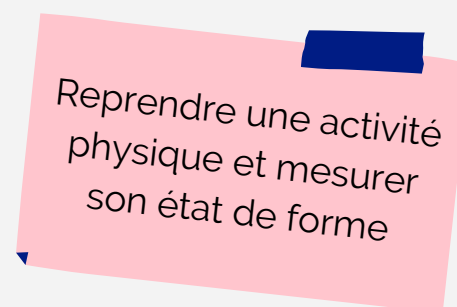 Reprendre une activité
physique et mesurer
son état de forme